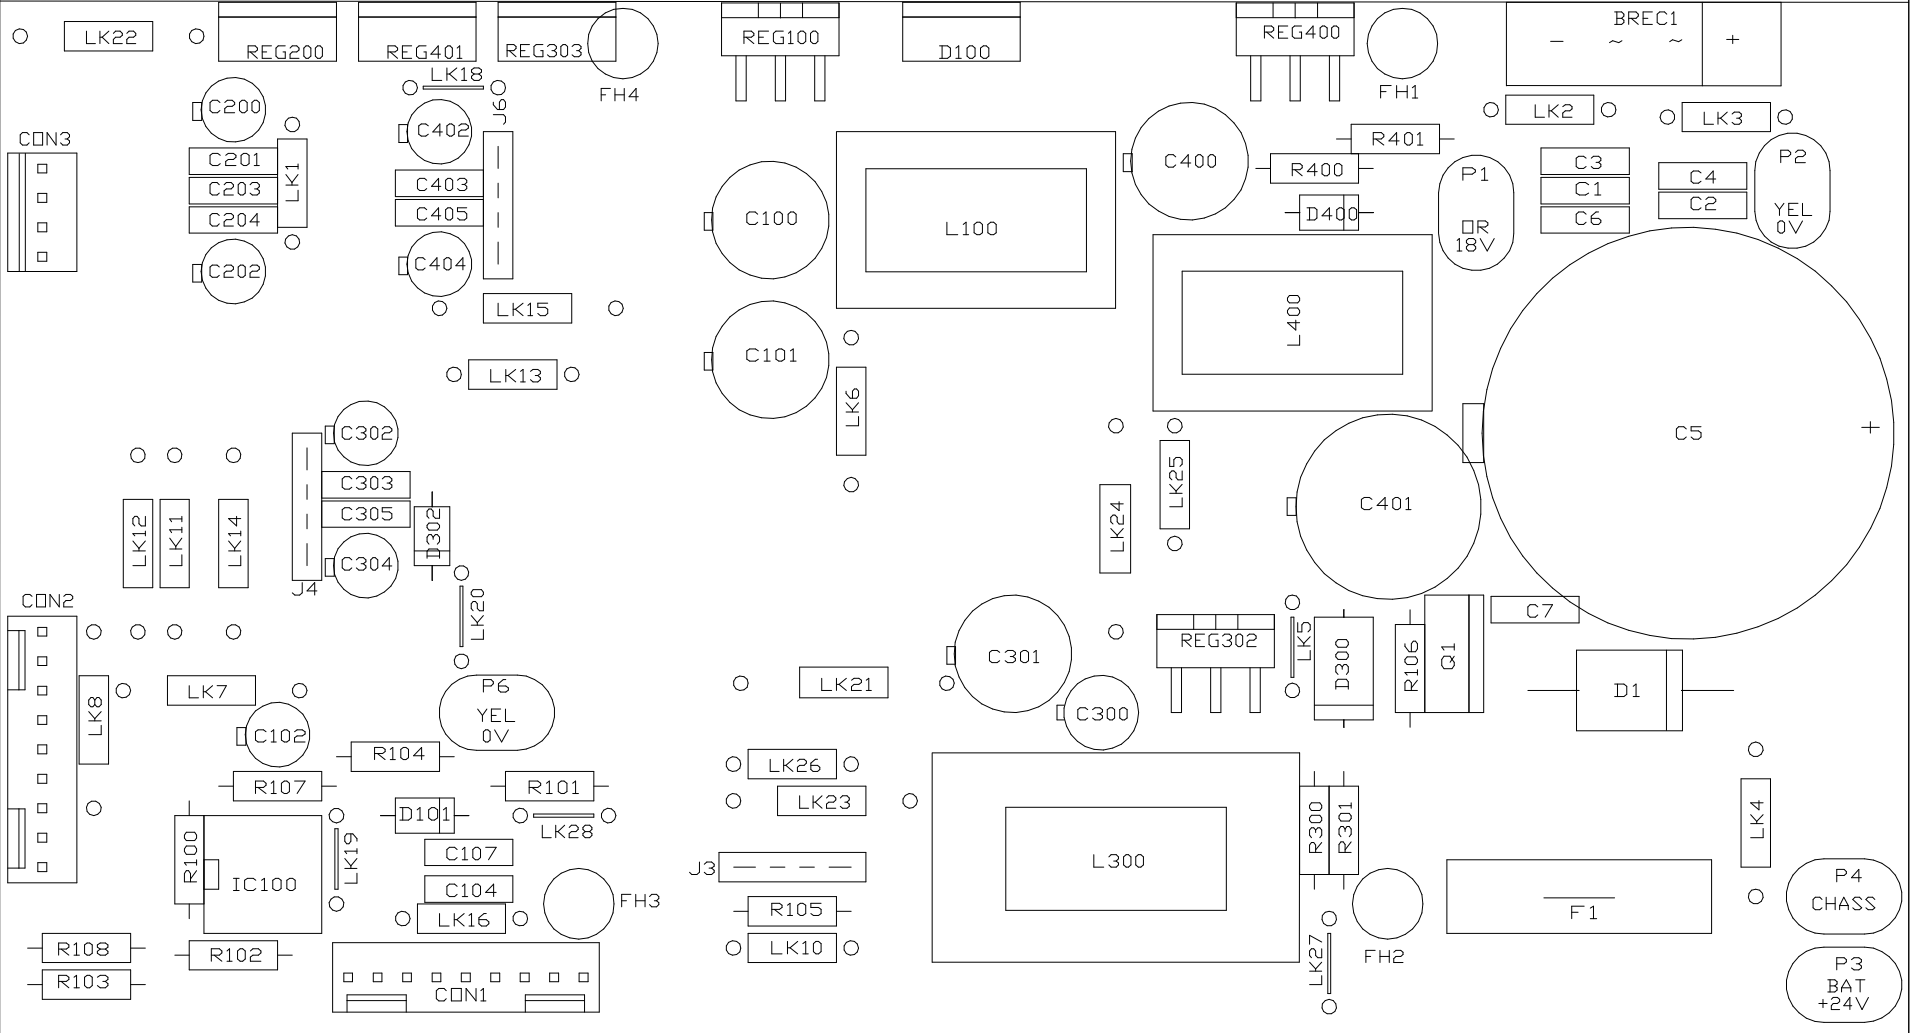 LK22
REG200
REG401
REG303
REG100
D100
REG400
BREC1
− ~ ~ +
LK18
FH4
FH1
J6
C200
C402
LK2
LK3
CON3
C201
C203
C204
LK1
C202
C403
C405
C404
C100
L100
C400
R401
R400
D400
P1
OR
18V
C3
C1
C6
C4
C2
P2
YEL
0V
LK15
LK13
C101
LK6
L400
C5
+
C302
C303
C305
D302
C304
J4
LK12
LK11
LK14
LK24
LK25
C401
CON2
LK20
LK8
LK7
C102
P6
YEL
0V
LK21
C301
C300
REG302
LK5
D300
R106
Q1
C7
D1
R104
R107
R101
D101
LK28
LK26
LK23
R100
IC100
LK19
C107
C104
LK16
FH3
J3
R105
LK10
L300
R300
R301
LK4
F1
P4
CHASS
R108
R103
R102
CON1
LK27
FH2
P3
BAT
+24V